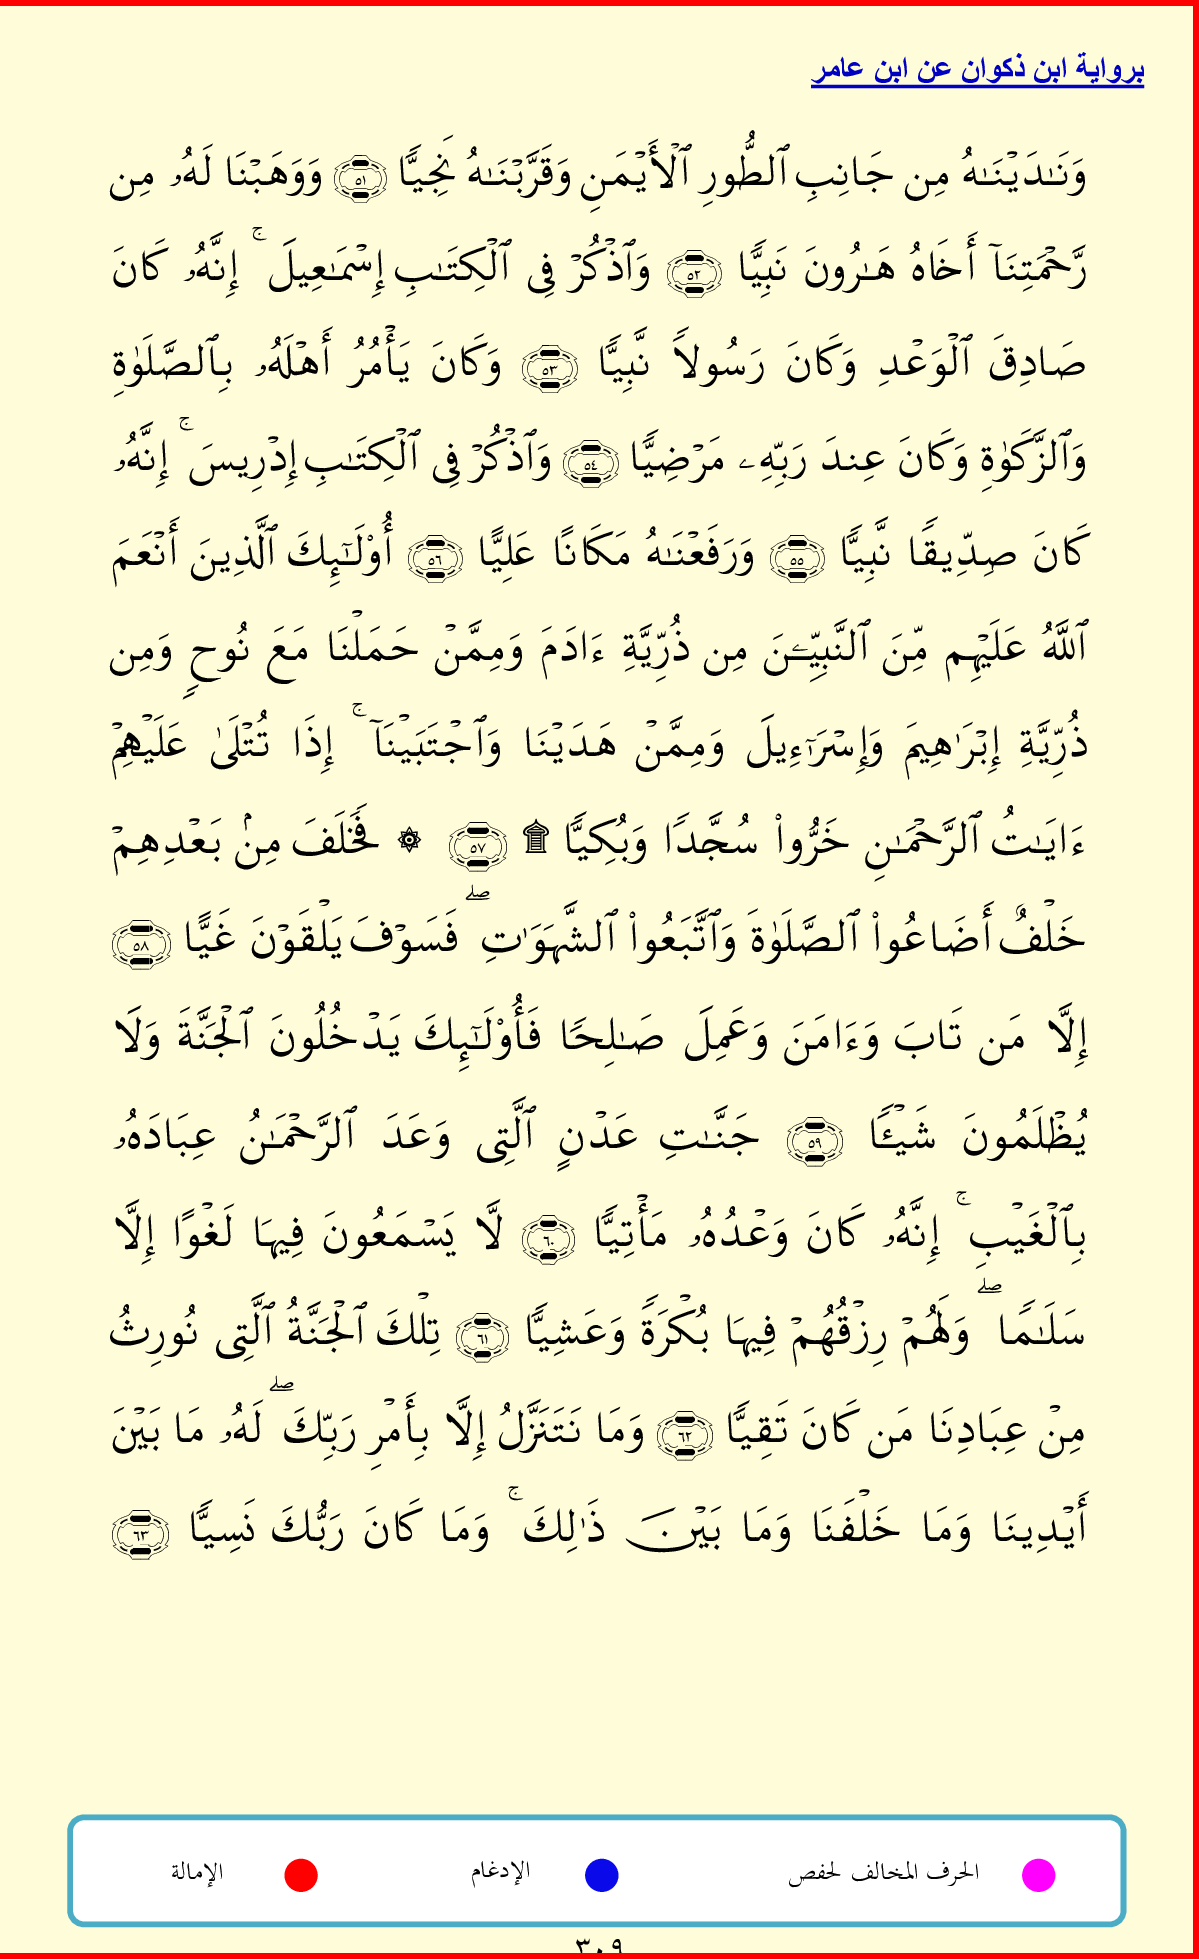 برواية ابن ذكوان عن ابن عامر
وَنَٰدَيْنَٰهُ مِن جَانِبِ ٱلطُّورِ ٱلْأَيْمَنِ وَقَرَّبْنَٰهُ نَجِيًّا ٥١ وَوَهَبْنَا لَهُۥ مِن
رَّحْمَتِنَآ أَخَاهُ هَٰرُونَ نَبِيًّا ٥٢ وَٱذْكُرْ فِى ٱلْكِتَٰبِ إِسْمَٰعِيلَ ۚ إِنَّهُۥ كَانَ
صَادِقَ ٱلْوَعْدِ وَكَانَ رَسُولًا نَّبِيًّا ٥٣ وَكَانَ يَأْمُرُ أَهْلَهُۥ بِٱلصَّلَوٰةِ
وَٱلزَّكَوٰةِ وَكَانَ عِندَ رَبِّهِۦ مَرْضِيًّا ٥٤ وَٱذْكُرْ فِى ٱلْكِتَٰبِ إِدْرِيسَ ۚ إِنَّهُۥ
كَانَ صِدِّيقًا نَّبِيًّا ٥٥ وَرَفَعْنَٰهُ مَكَانًا عَلِيًّا ٥٦ أُوْلَٰٓئِكَ ٱلَّذِينَ أَنْعَمَ
ٱللَّهُ عَلَيْهِم مِّنَ ٱلنَّبِيِّـۧنَ مِن ذُرِّيَّةِ ءَادَمَ وَمِمَّنْ حَمَلْنَا مَعَ نُوحٍ وَمِن
ذُرِّيَّةِ إِبْرَٰهِيمَ وَإِسْرَٰٓءِيلَ وَمِمَّنْ هَدَيْنَا وَٱجْتَبَيْنَآ ۚ إِذَا تُتْلَىٰ عَلَيْهِمْ
ءَايَٰتُ ٱلرَّحْمَٰنِ خَرُّوا۟ سُجَّدًا وَبُكِيًّا ۩ ٥٧ ۞ فَخَلَفَ مِنۢ بَعْدِهِمْ
خَلْفٌ أَضَاعُوا۟ ٱلصَّلَوٰةَ وَٱتَّبَعُوا۟ ٱلشَّهَوَٰتِ ۖ فَسَوْفَ يَلْقَوْنَ غَيًّا ٥٨
إِلَّا مَن تَابَ وَءَامَنَ وَعَمِلَ صَٰلِحًا فَأُوْلَٰٓئِكَ يَدْخُلُونَ ٱلْجَنَّةَ وَلَا
يُظْلَمُونَ شَيْـًٔا ٥٩ جَنَّٰتِ عَدْنٍ ٱلَّتِى وَعَدَ ٱلرَّحْمَٰنُ عِبَادَهُۥ
بِٱلْغَيْبِ ۚ إِنَّهُۥ كَانَ وَعْدُهُۥ مَأْتِيًّا ٦٠ لَّا يَسْمَعُونَ فِيهَا لَغْوًا إِلَّا
سَلَٰمًا ۖ وَلَهُمْ رِزْقُهُمْ فِيهَا بُكْرَةً وَعَشِيًّا ٦١ تِلْكَ ٱلْجَنَّةُ ٱلَّتِى نُورِثُ
مِنْ عِبَادِنَا مَن كَانَ تَقِيًّا ٦٢ وَمَا نَتَنَزَّلُ إِلَّا بِأَمْرِ رَبِّكَ ۖ لَهُۥ مَا بَيْنَ
أَيْدِينَا وَمَا خَلْفَنَا وَمَا بَيْنَ ذَٰلِكَ ۚ وَمَا كَانَ رَبُّكَ نَسِيًّا ٦٣
الحرف المخالف لحفص الإدغام الإمالة
٣٠٩